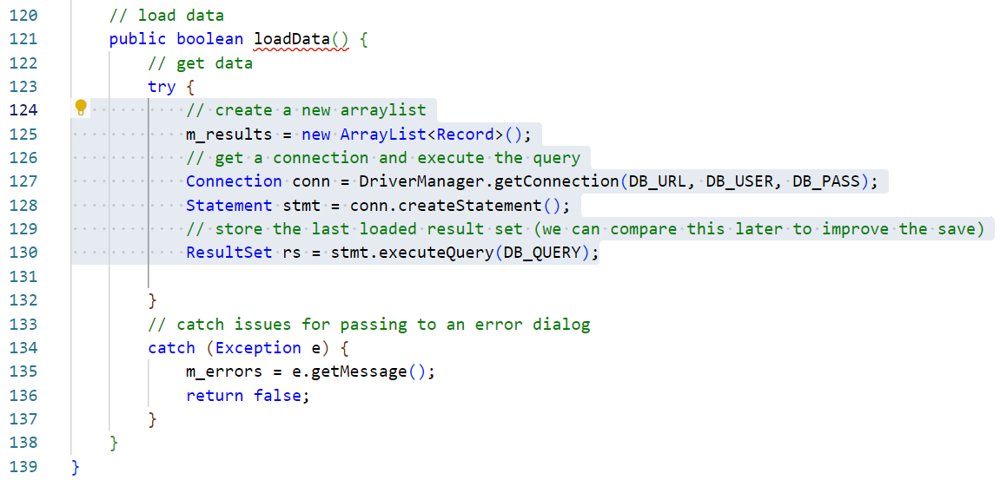 120 // load data
121 public boolean loadData() {
122 // get data
123 try {
124 // create a new arraylist
125 m_results = new ArrayList<Record>();
126 // get a connection and execute the query
127 Connection conn = DriverManager.getConnection(DB_URL, DB_USER, DB_PASS);
128 Statement stmt = conn.createStatement();
129 // store the last loaded result set (we can compare this later to improve the save)
130 ResultSet rs = stmt.executeQuery(DB_QUERY);
131
132 }
133 // catch issues for passing to an error dialog
134 catch (Exception e) {
135 m_errors = e.getMessage();
136 return false;
137 }
138 }
139 }